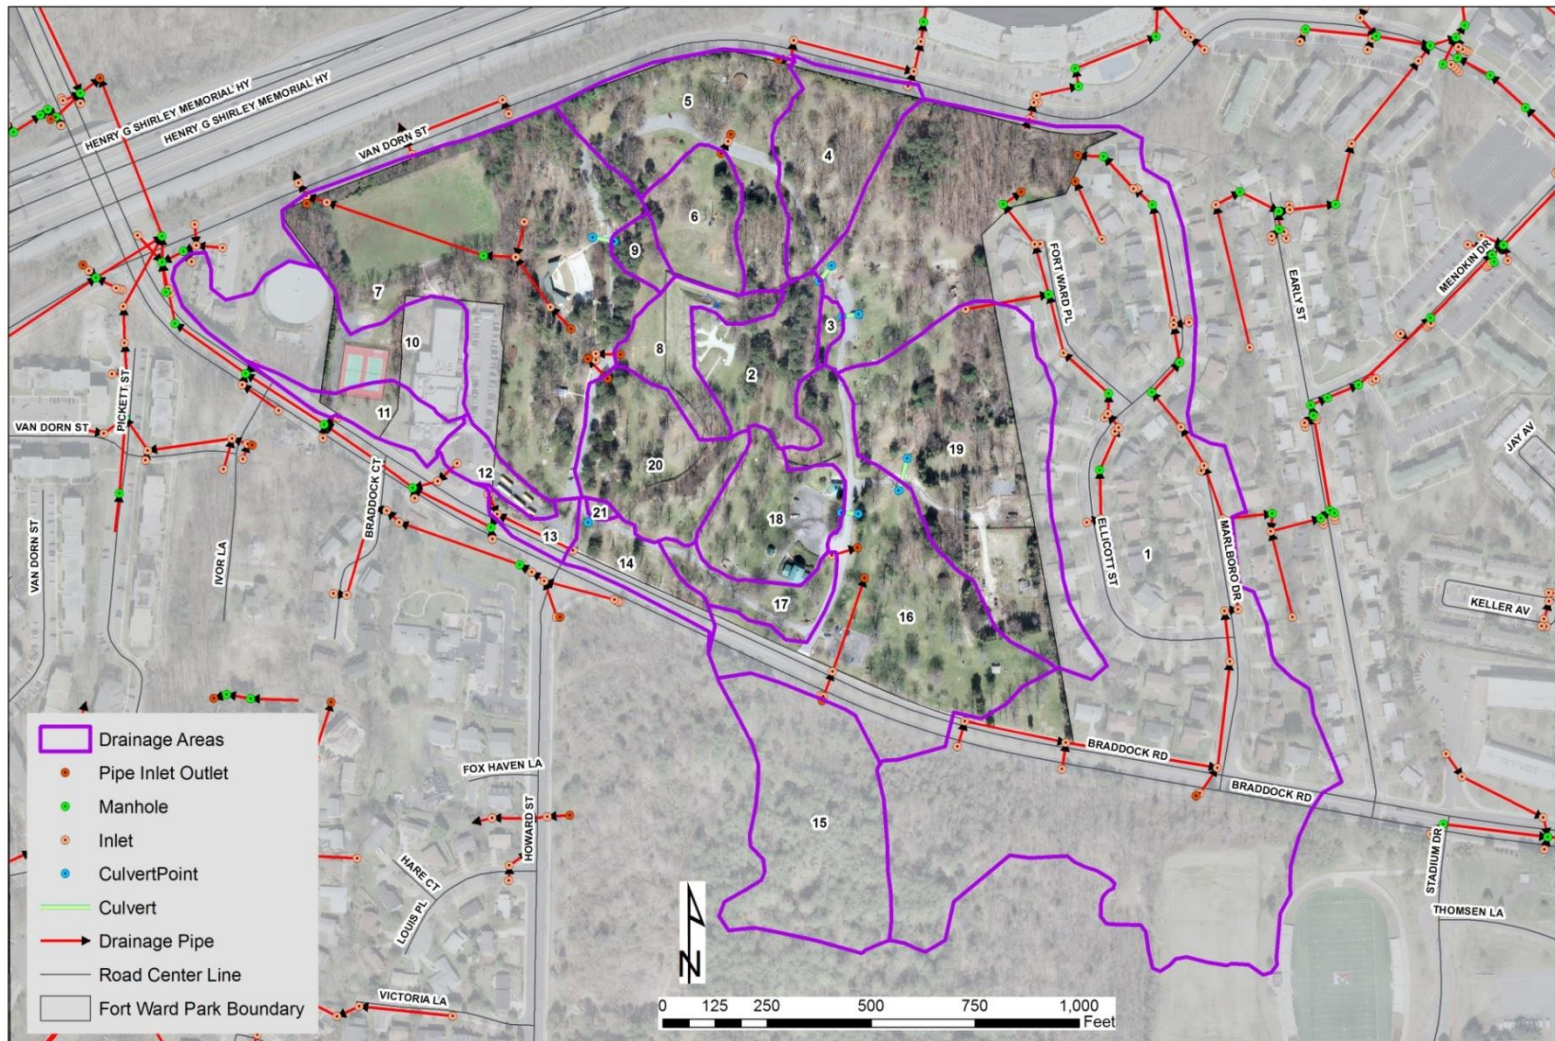 HENRY G SHIRLEY MEMORIAL HY
HENRY G SHIRLEY MEMORIAL HY
VAN DORN ST
5
4
6
9
7
10
3
8
2
FORT WARD PL
EARLY ST
MENOKIN DR
PICKETT ST
VAN DORN ST
11
JAY AV
BRADDOCK CT
20
19
12
VAN DORN ST
IVOR LA
21
18
13
14
ELLICOTT ST
1
MARLBORO DR
KELLER AV
17
16
Drainage Areas
Pipe Inlet Outlet
Manhole
Inlet
CulvertPoint
Culvert
Drainage Pipe
Road Center Line
Fort Ward Park Boundary
FOX HAVEN LA
HOWARD ST
HARE CT
LOUIS PL
VICTORIA LA
BRADDOCK RD
BRADDOCK RD
15
STADIUM DR
THOMSEN LA
N
0 125 250 500 750 1,000
Feet